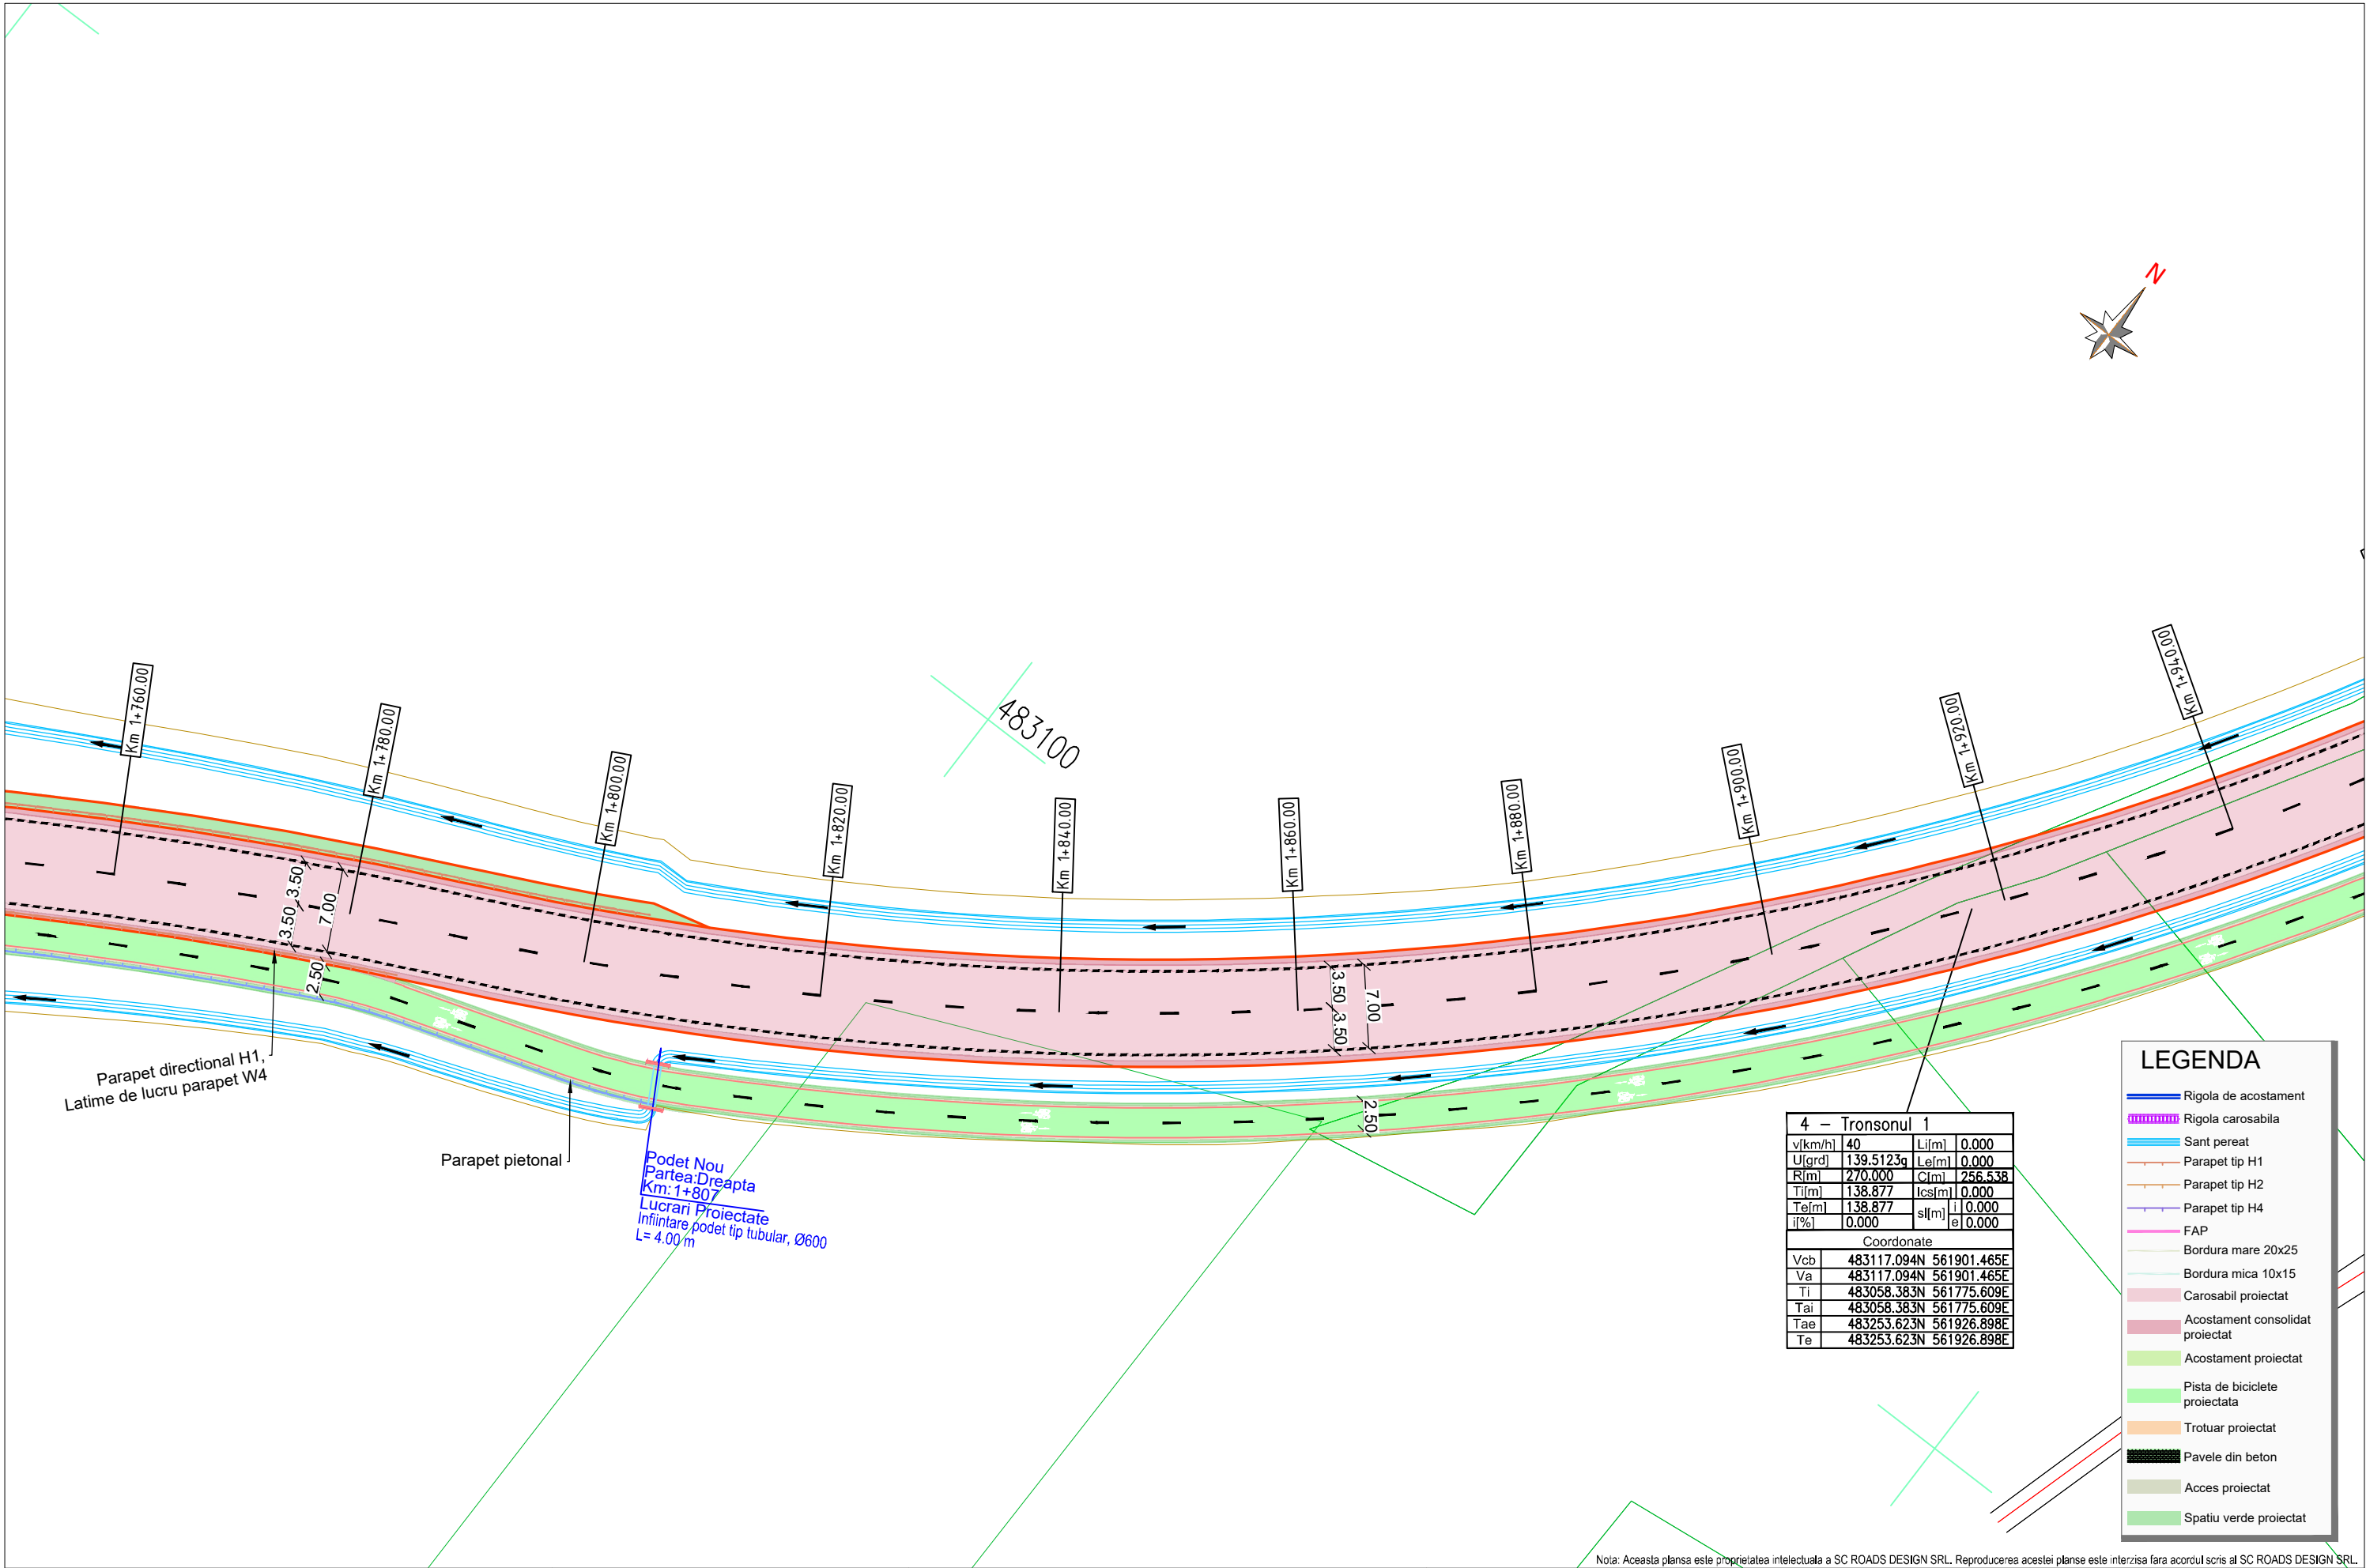 N
483100
Km 1+760.00
Km 1+780.00
Km 1+800.00
Km 1+820.00
Km 1+840.00
Km 1+860.00
Km 1+880.00
Km 1+900.00
Km 1+920.00
Km 1+940.00
3.50
3.50
7.00
2.50
3.50
3.50
7.00
2.50
Parapet directional H1,
Latime de lucru parapet W4
Parapet pietonal
Podet Nou
Partea:Dreapta
Km:1+807
Lucrari Proiectate
Infiintare podet tip tubular, Ø600
L= 4.00 m
4 – Tronsonul 1
v[km/h] 40 Li[m] 0.000
U[grd] 139.5123g Le[m] 0.000
R[m] 270.000 C[m] 256.538
Ti[m] 138.877 lcs[m] 0.000
Te[m] 138.877 sl[m] i 0.000
i[%] 0.000 e 0.000
Coordonate
Vcb 483117.094N 561901.465E
Va 483117.094N 561901.465E
Ti 483058.383N 561775.609E
Tai 483058.383N 561775.609E
Tae 483253.623N 561926.898E
Te 483253.623N 561926.898E
LEGENDA
Rigola de acostament
Rigola carosabila
Sant pereat
Parapet tip H1
Parapet tip H2
Parapet tip H4
FAP
Bordura mare 20x25
Bordura mica 10x15
Carosabil proiectat
Acostament consolidat
proiectat
Acostament proiectat
Pista de biciclete
proiectata
Trotuar proiectat
Pavele din beton
Acces proiectat
Spatiu verde proiectat
Nota: Aceasta plansa este proprietatea intelectuala a SC ROADS DESIGN SRL. Reproducerea acestei planse este interzisa fara acordul scris al SC ROADS DESIGN SRL